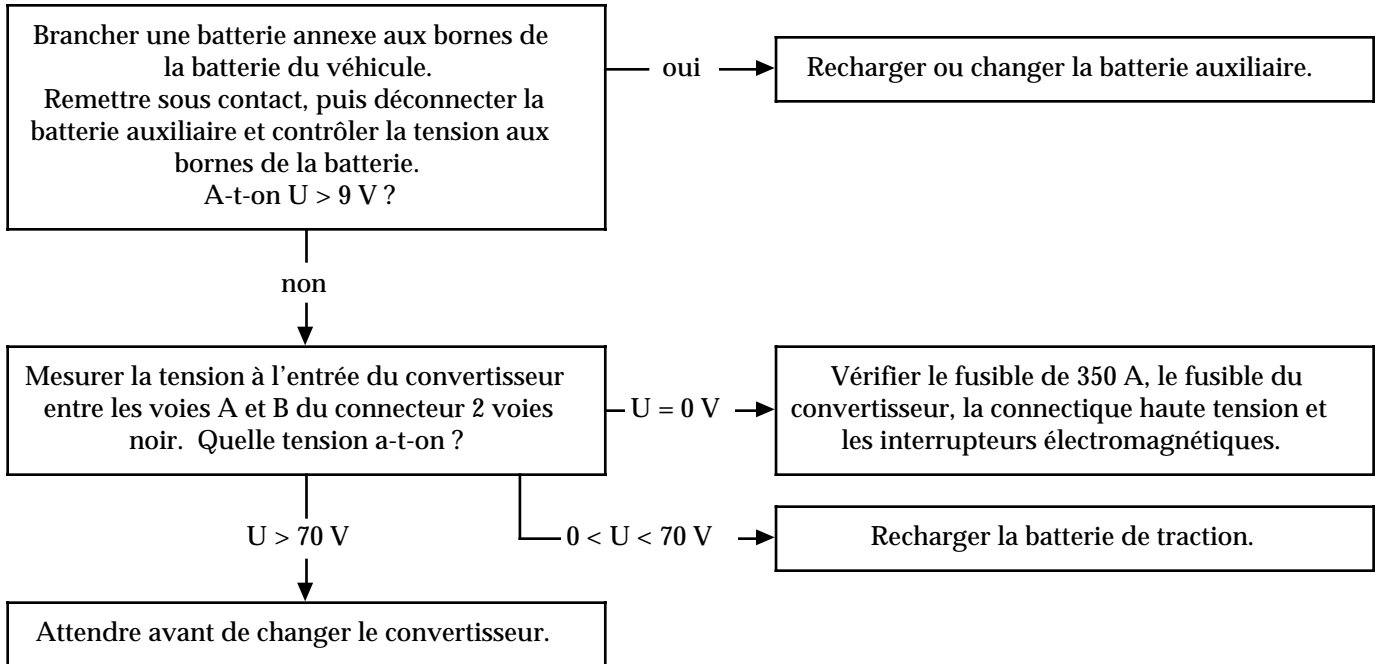 Brancher une batterie annexe aux bornes de
la batterie du véhicule.
Remettre sous contact, puis déconnecter la
batterie auxiliaire et contrôler la tension aux
bornes de la batterie.
A-t-on U > 9 V ?
oui
Recharger ou changer la batterie auxiliaire.
non
Mesurer la tension à l'entrée du convertisseur
entre les voies A et B du connecteur 2 voies
noir. Quelle tension a-t-on ?
U = 0 V
Vérifier le fusible de 350 A, le fusible du
convertisseur, la connectique haute tension et
les interrupteurs électromagnétiques.
U > 70 V
0 < U < 70 V
Recharger la batterie de traction.
Attendre avant de changer le convertisseur.